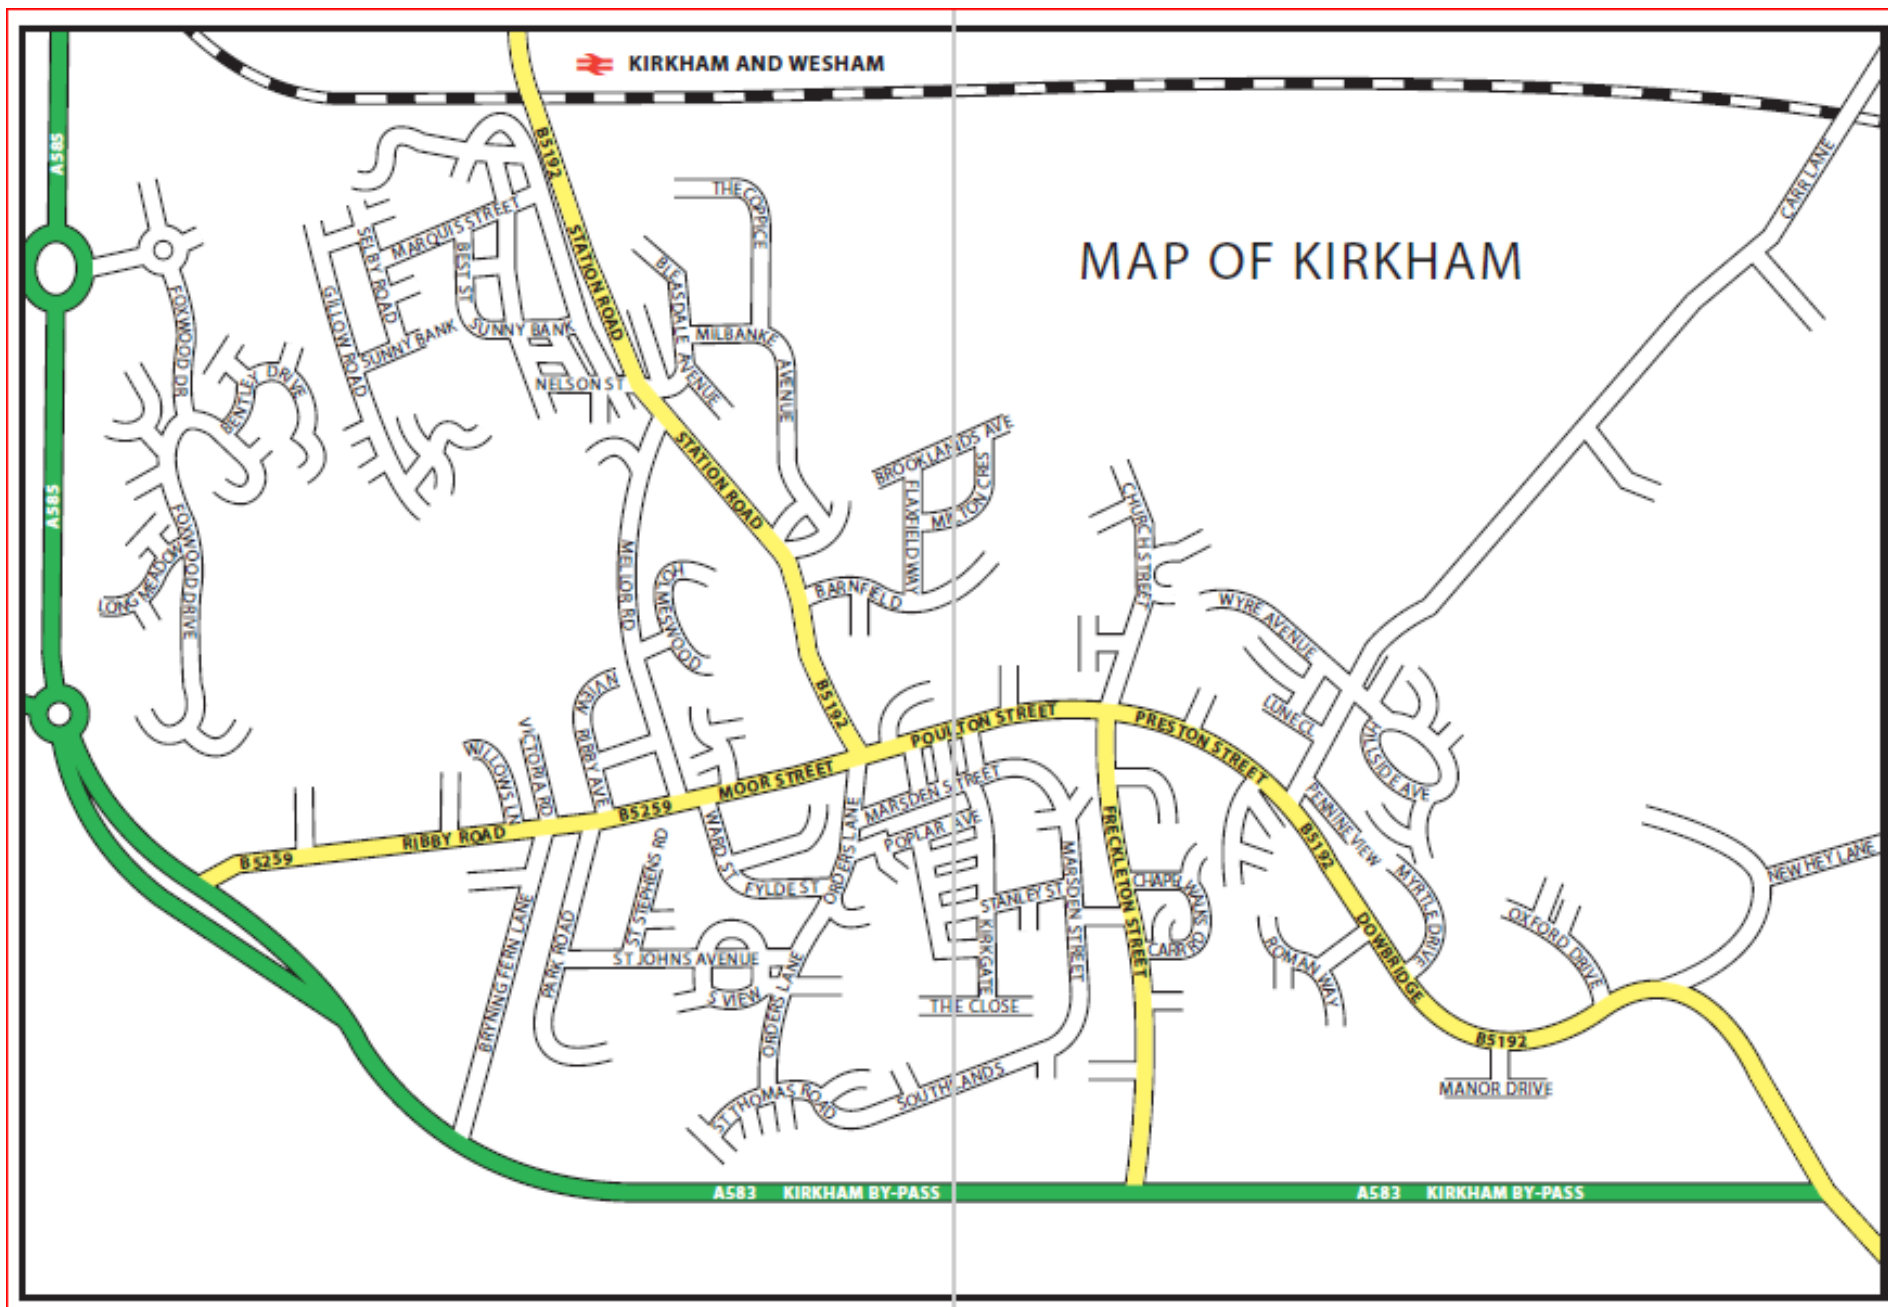 KIRKHAM AND WESHAM
A585
B5192
THE COPPICE
CARR LANE
MARQUIS STREET
SELBY ROAD
BEST ST
STATION ROAD
BLEASDALE AVENUE
MAP OF KIRKHAM
FOXWOOD DR
GILLOW ROAD
SUNNY BANK
SUNNY BANK
MILBANKE AVENUE
BENTLEY DRIVE
NELSON ST
STATION ROAD
BROOKLANDS AVE
MILTON CRES
FLAXFIELD WAY
CHURCH STREET
A585
FOXWOOD DRIVE
LONG MEADOW
MELLOR RD
HOLMESWOOD
BARNFIELD
WYRE AVENUE
B5192
N VIEW
RIBBY AVE
VICTORIA RD
WILLOWS LN
POULTON STREET
PRESTON STREET
LUNE CL
HILLSIDE AVE
MOOR STREET
B5259
RIBBY ROAD
B5259
WARD ST
MARSDEN STREET
POPLAR AVE
ORDERS LANE
FRECKLETON STREET
PENNINE VIEW
B5192
NEW HEY LANE
ST STEPHENS RD
FYLDE ST
STANLEY ST
MARSDEN STREET
CHAPEL WALKS
MYRTLE DRIVE
OXFORD DRIVE
BRYNING FERN LANE
PARK ROAD
ST JOHNS AVENUE
KIRKGATE
CARR RD
ROMAN WAY
DOWBRIDGE
S VIEW
ORDERS LANE
THE CLOSE
B5192
ST THOMAS ROAD
SOUTHLANDS
MANOR DRIVE
A583 KIRKHAM BY-PASS
A583 KIRKHAM BY-PASS